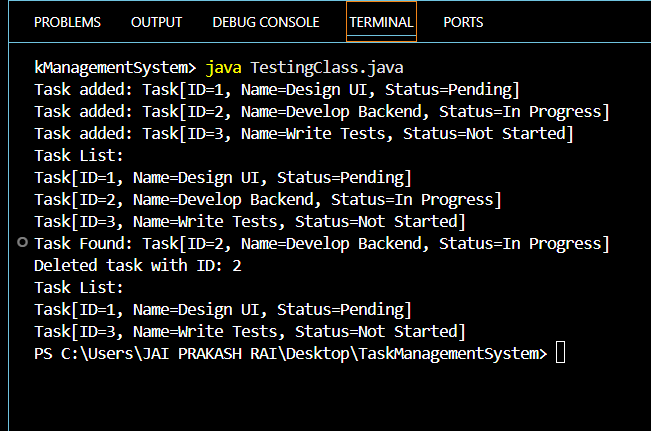 PROBLEMS OUTPUT DEBUG CONSOLE TERMINAL PORTS
kManagementSystem> java TestingClass.java
Task added: Task[ID=1, Name=Design UI, Status=Pending]
Task added: Task[ID=2, Name=Develop Backend, Status=In Progress]
Task added: Task[ID=3, Name=Write Tests, Status=Not Started]
Task List:
Task[ID=1, Name=Design UI, Status=Pending]
Task[ID=2, Name=Develop Backend, Status=In Progress]
Task[ID=3, Name=Write Tests, Status=Not Started]
Task Found: Task[ID=2, Name=Develop Backend, Status=In Progress]
Deleted task with ID: 2
Task List:
Task[ID=1, Name=Design UI, Status=Pending]
Task[ID=3, Name=Write Tests, Status=Not Started]
PS C:\Users\JAI PRAKASH RAI\Desktop\TaskManagementSystem>